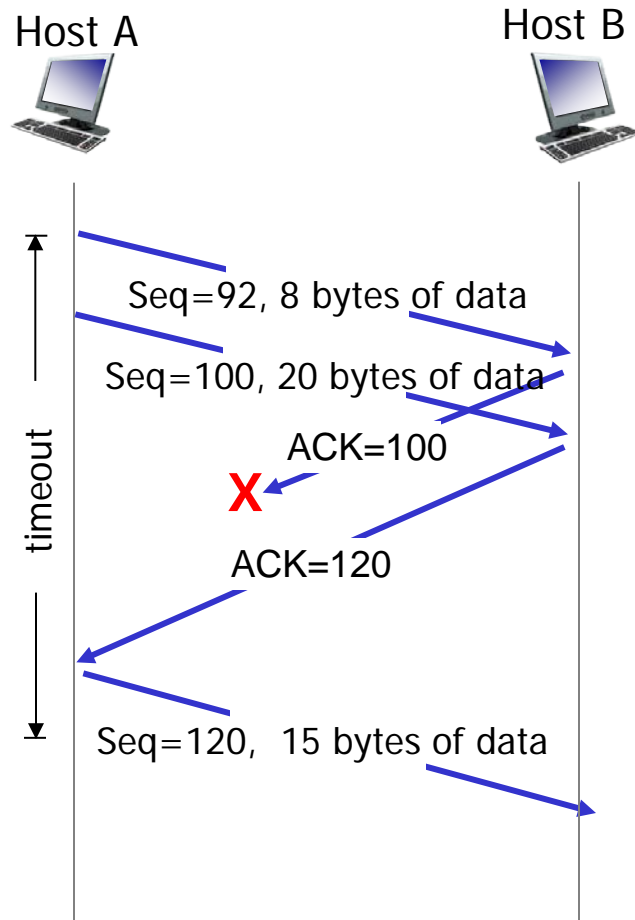 Host A
Host B
Seq=92, 8 bytes of data
Seq=100, 20 bytes of data
ACK=100
X
timeout
ACK=120
Seq=120, 15 bytes of data